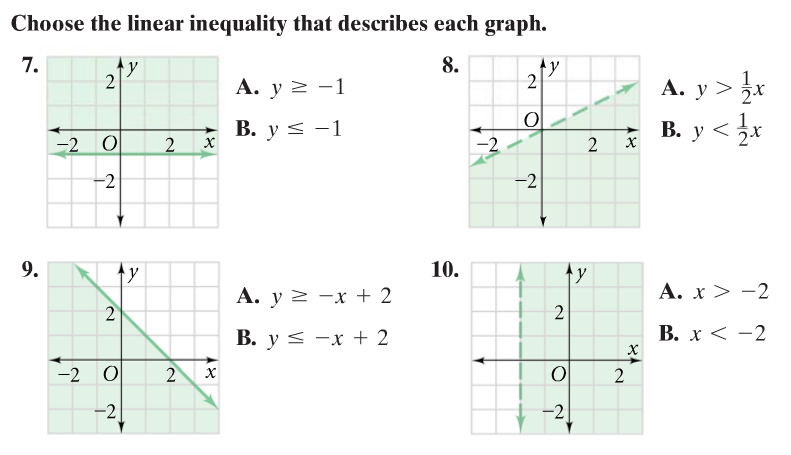 Choose the linear inequality that describes each graph.
7.
y
2
−2 O 2 x
−2
A. y ≥ −1
B. y ≤ −1
8.
y
2
O
−2 2 x
−2
A. y > 1/2x
B. y < 1/2x
9.
y
2
−2 O 2 x
−2
A. y ≥ −x + 2
B. y ≤ −x + 2
10.
y
2
x
O 2
−2
A. x > −2
B. x < −2